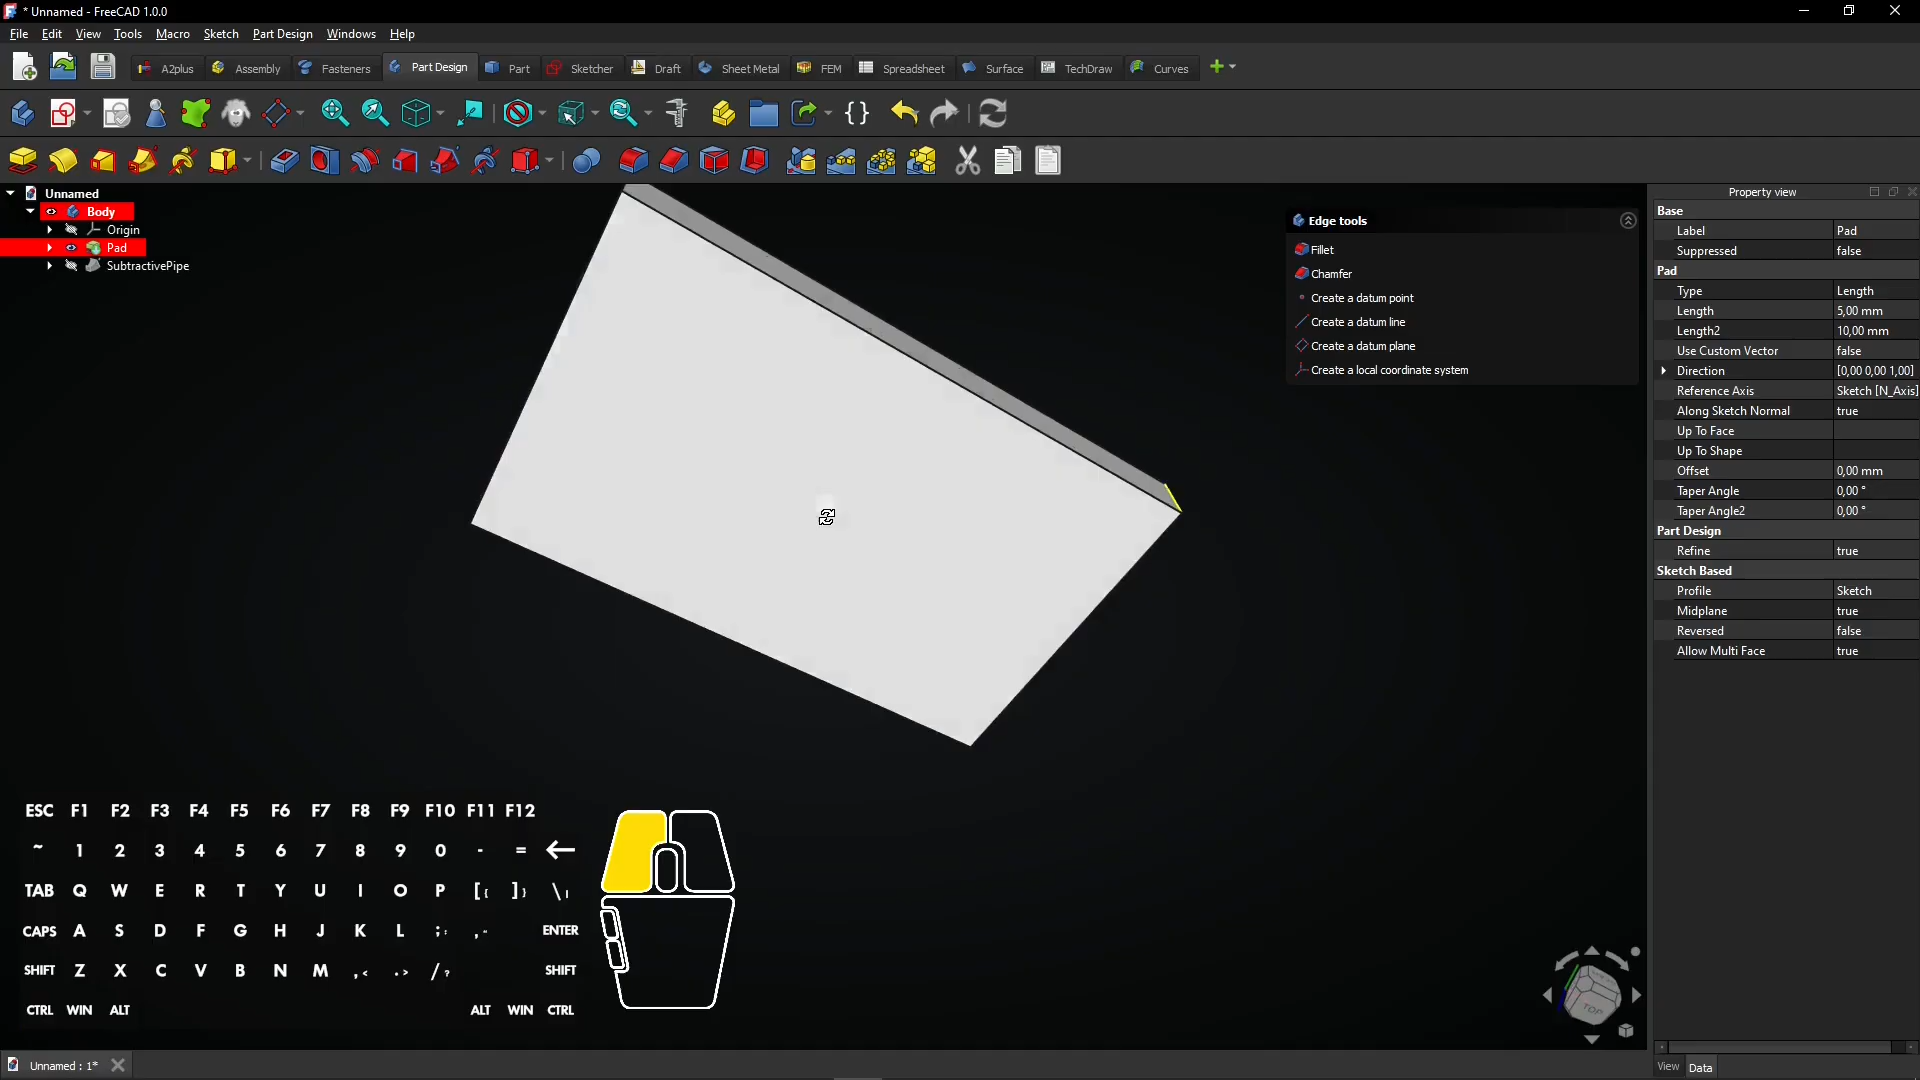 * Unnamed - FreeCAD 1.0.0
File Edit View Tools Macro Sketch Part Design Windows Help
A2plus Assembly Fasteners Part Design Part Sketcher Draft Sheet Metal FEM Spreadsheet Surface TechDraw Curves
Unnamed
Body
Origin
Pad
SubtractivePipe
Edge tools
Fillet
Chamfer
Create a datum point
Create a datum line
Create a datum plane
Create a local coordinate system
Property view
Base
Label Pad
Suppressed false
Pad
Type Length
Length 5,00 mm
Length2 10,00 mm
Use Custom Vector false
Direction [0,00 0,00 1,00]
Reference Axis Sketch [N_Axis]
Along Sketch Normal true
Up To Face
Up To Shape
Offset 0,00 mm
Taper Angle 0,00 °
Taper Angle2 0,00 °
Part Design
Refine true
Sketch Based
Profile Sketch
Midplane true
Reversed false
Allow Multi Face true
ESC F1 F2 F3 F4 F5 F6 F7 F8 F9 F10 F11 F12
~ 1 2 3 4 5 6 7 8 9 0 - = ←
TAB Q W E R T Y U I O P [{ ]} \|
CAPS A S D F G H J K L ;: ,“ ENTER
SHIFT Z X C V B N M ,< .> /? SHIFT
CTRL WIN ALT ALT WIN CTRL
TOP
Unnamed : 1*
View Data